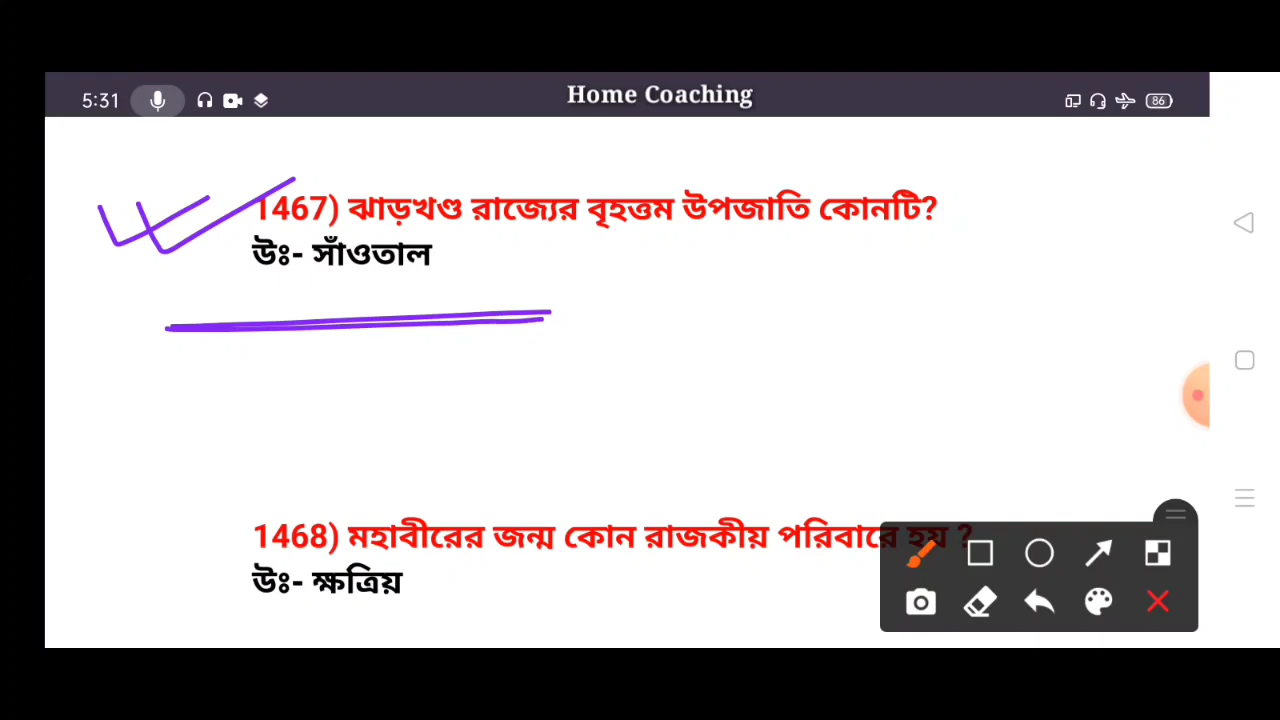 5:31
Home Coaching
86
1467) ঝাড়খণ্ড রাজ্যের বৃহত্তম উপজাতি কোনটি?
উঃ- সাঁওতাল
1468) মহাবীরের জন্ম কোন রাজকীয় পরিবারে হয় ?
উঃ- ক্ষত্রিয়